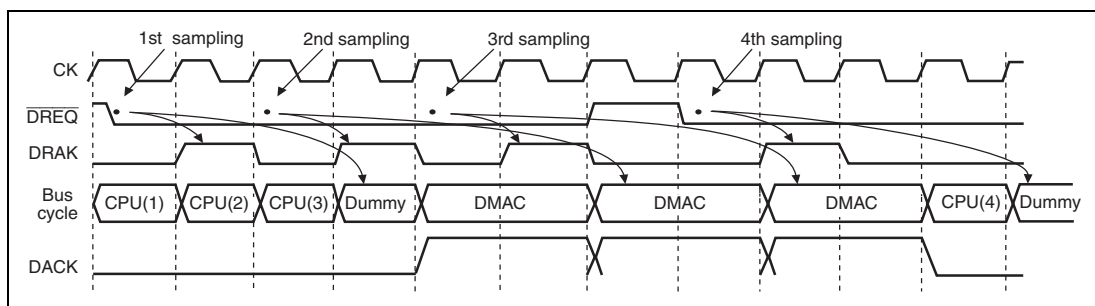 1st sampling 2nd sampling 3rd sampling 4th sampling
CK
DREQ
DRAK
Bus cycle CPU(1) CPU(2) CPU(3) Dummy DMAC DMAC DMAC CPU(4) Dummy
DACK